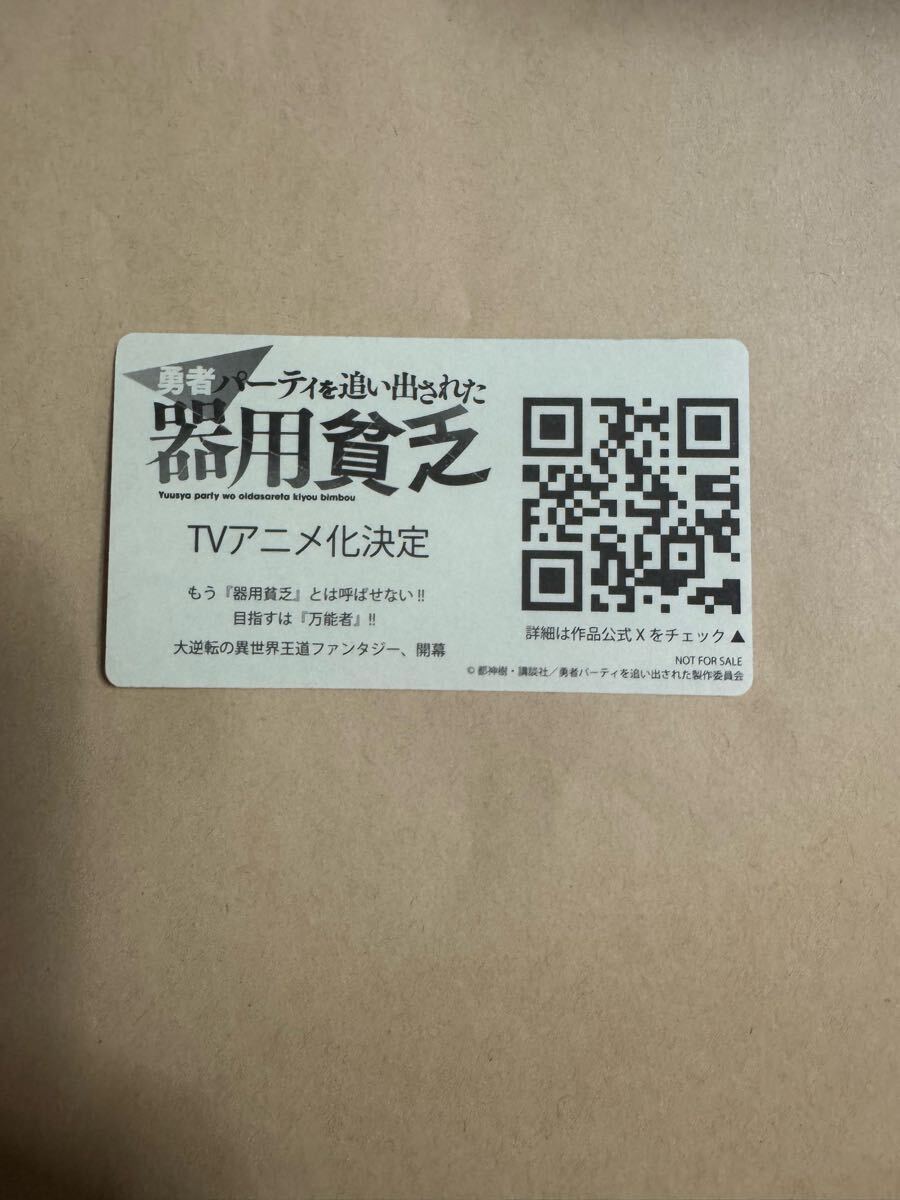 勇者パーティを追い出された
器用貧乏
Yuusya party wo oidasareta kiyou bimbou
TVアニメ化決定
もう『器用貧乏』とは呼ばせない!!
目指すは『万能者』!!
大逆転の異世界王道ファンタジー、開幕
詳細は作品公式 X をチェック ▲
NOT FOR SALE
© 都神樹・講談社／勇者パーティを追い出された製作委員会